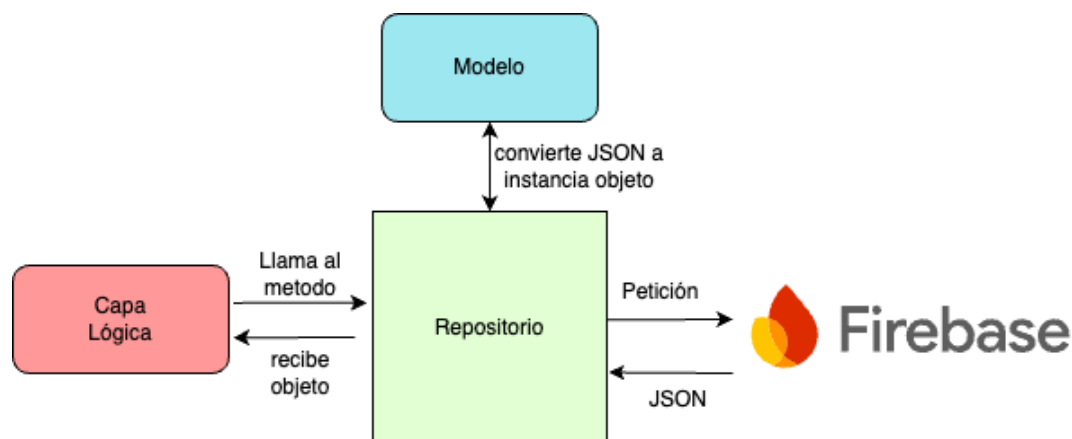 Modelo
convierte JSON a
instancia objeto
Llama al
metodo
Capa
Lógica
recibe
objeto
Repositorio
Petición
Firebase
JSON